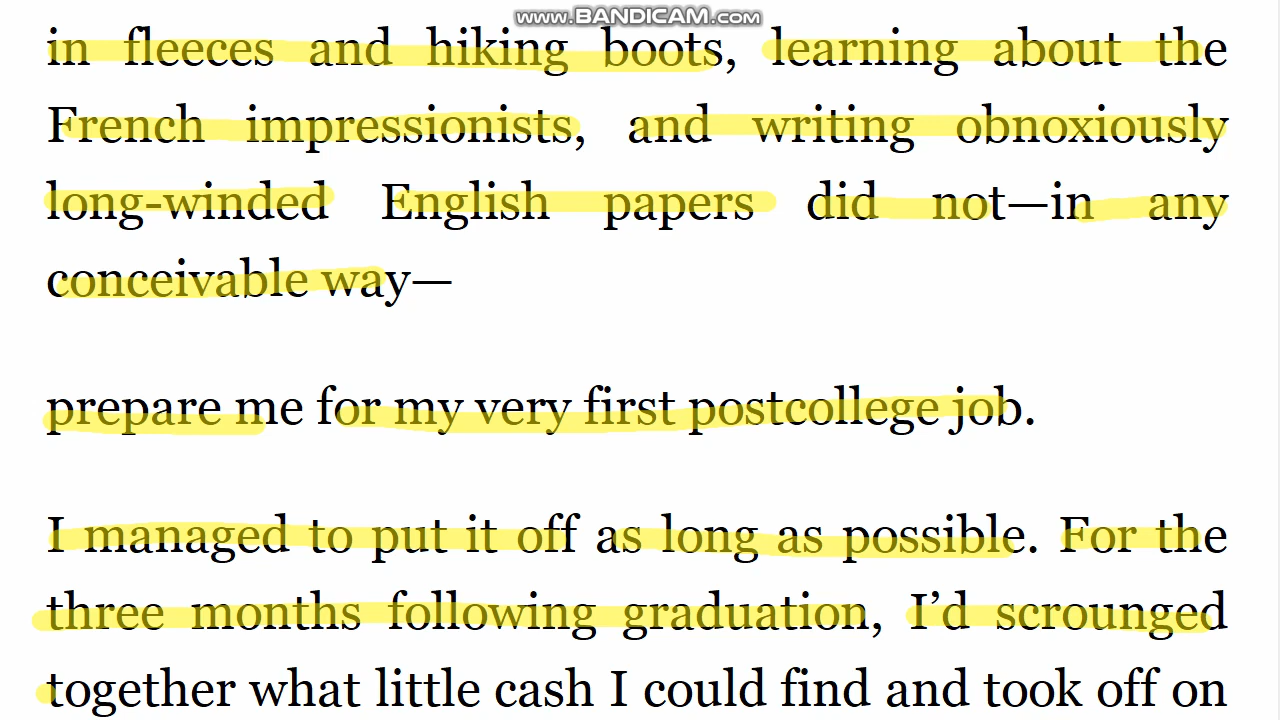 www.BANDICAM.com
in fleeces and hiking boots, learning about the
French impressionists, and writing obnoxiously
long-winded English papers did not—in any
conceivable way—
prepare me for my very first postcollege job.
I managed to put it off as long as possible. For the
three months following graduation, I’d scrounged
together what little cash I could find and took off on